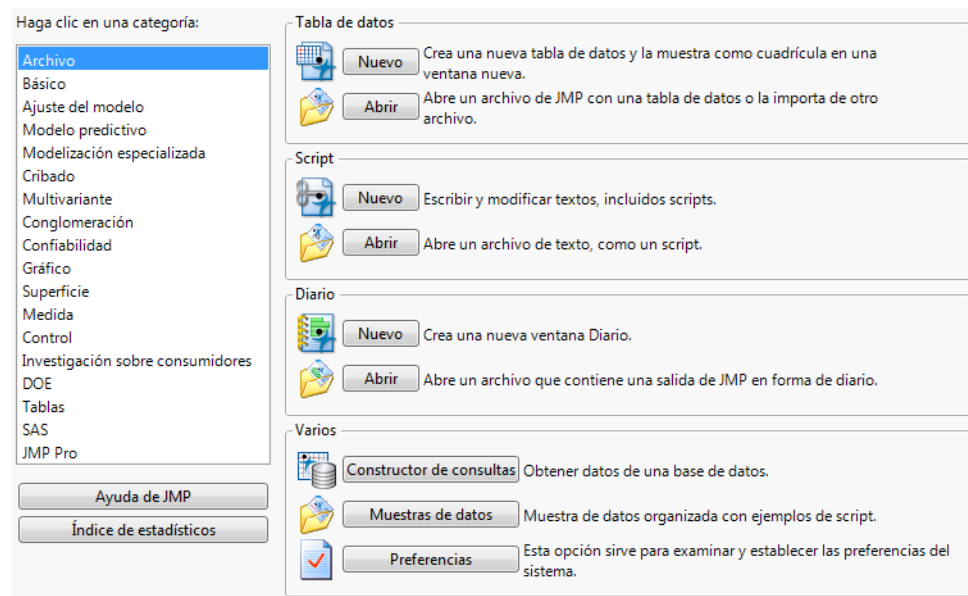 Haga clic en una categoría:
Archivo
Básico
Ajuste del modelo
Modelo predictivo
Modelización especializada
Cribado
Multivariante
Conglomeración
Confiabilidad
Gráfico
Superficie
Medida
Control
Investigación sobre consumidores
DOE
Tablas
SAS
JMP Pro
Ayuda de JMP
Índice de estadísticos
Tabla de datos
Nuevo
Crea una nueva tabla de datos y la muestra como cuadrícula en una
ventana nueva.
Abrir
Abre un archivo de JMP con una tabla de datos o la importa de otro
archivo.
Script
Nuevo
Escribir y modificar textos, incluidos scripts.
Abrir
Abre un archivo de texto, como un script.
Diario
Nuevo
Crea una nueva ventana Diario.
Abrir
Abre un archivo que contiene una salida de JMP en forma de diario.
Varios
Constructor de consultas
Obtener datos de una base de datos.
Muestras de datos
Muestra de datos organizada con ejemplos de script.
Preferencias
Esta opción sirve para examinar y establecer las preferencias del
sistema.